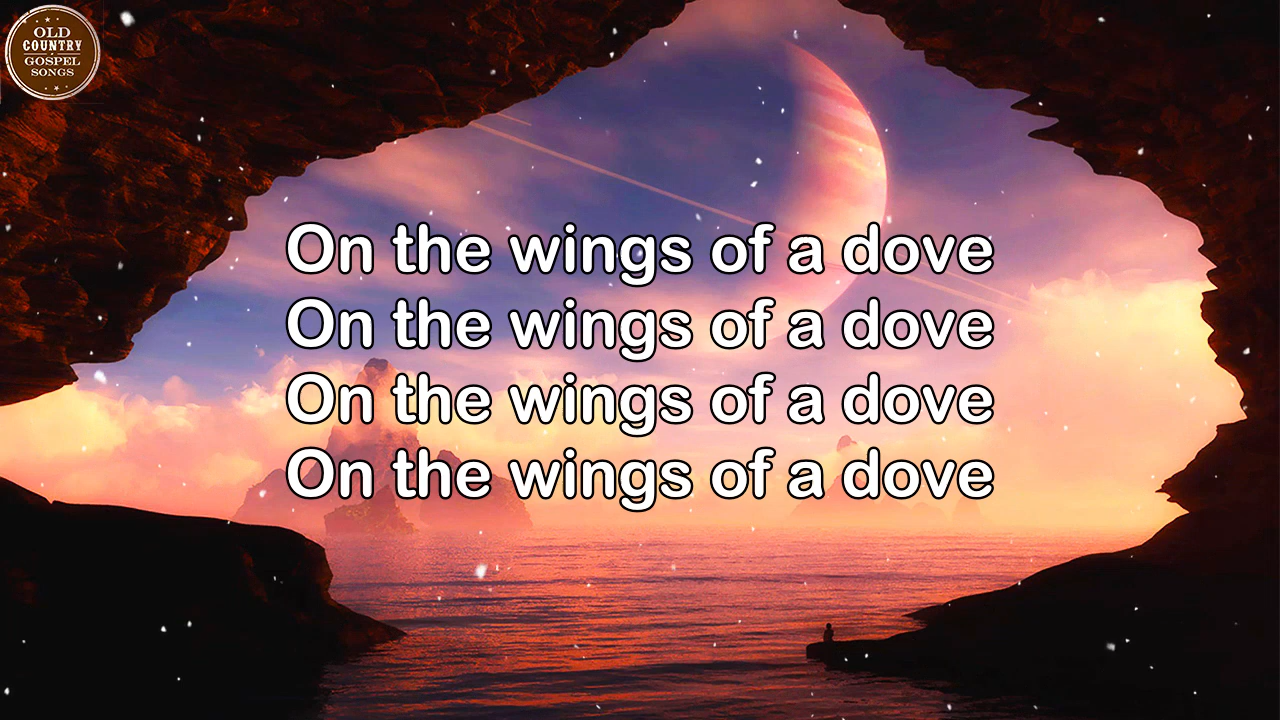 OLD
COUNTRY
GOSPEL
SONGS
On the wings of a dove
On the wings of a dove
On the wings of a dove
On the wings of a dove